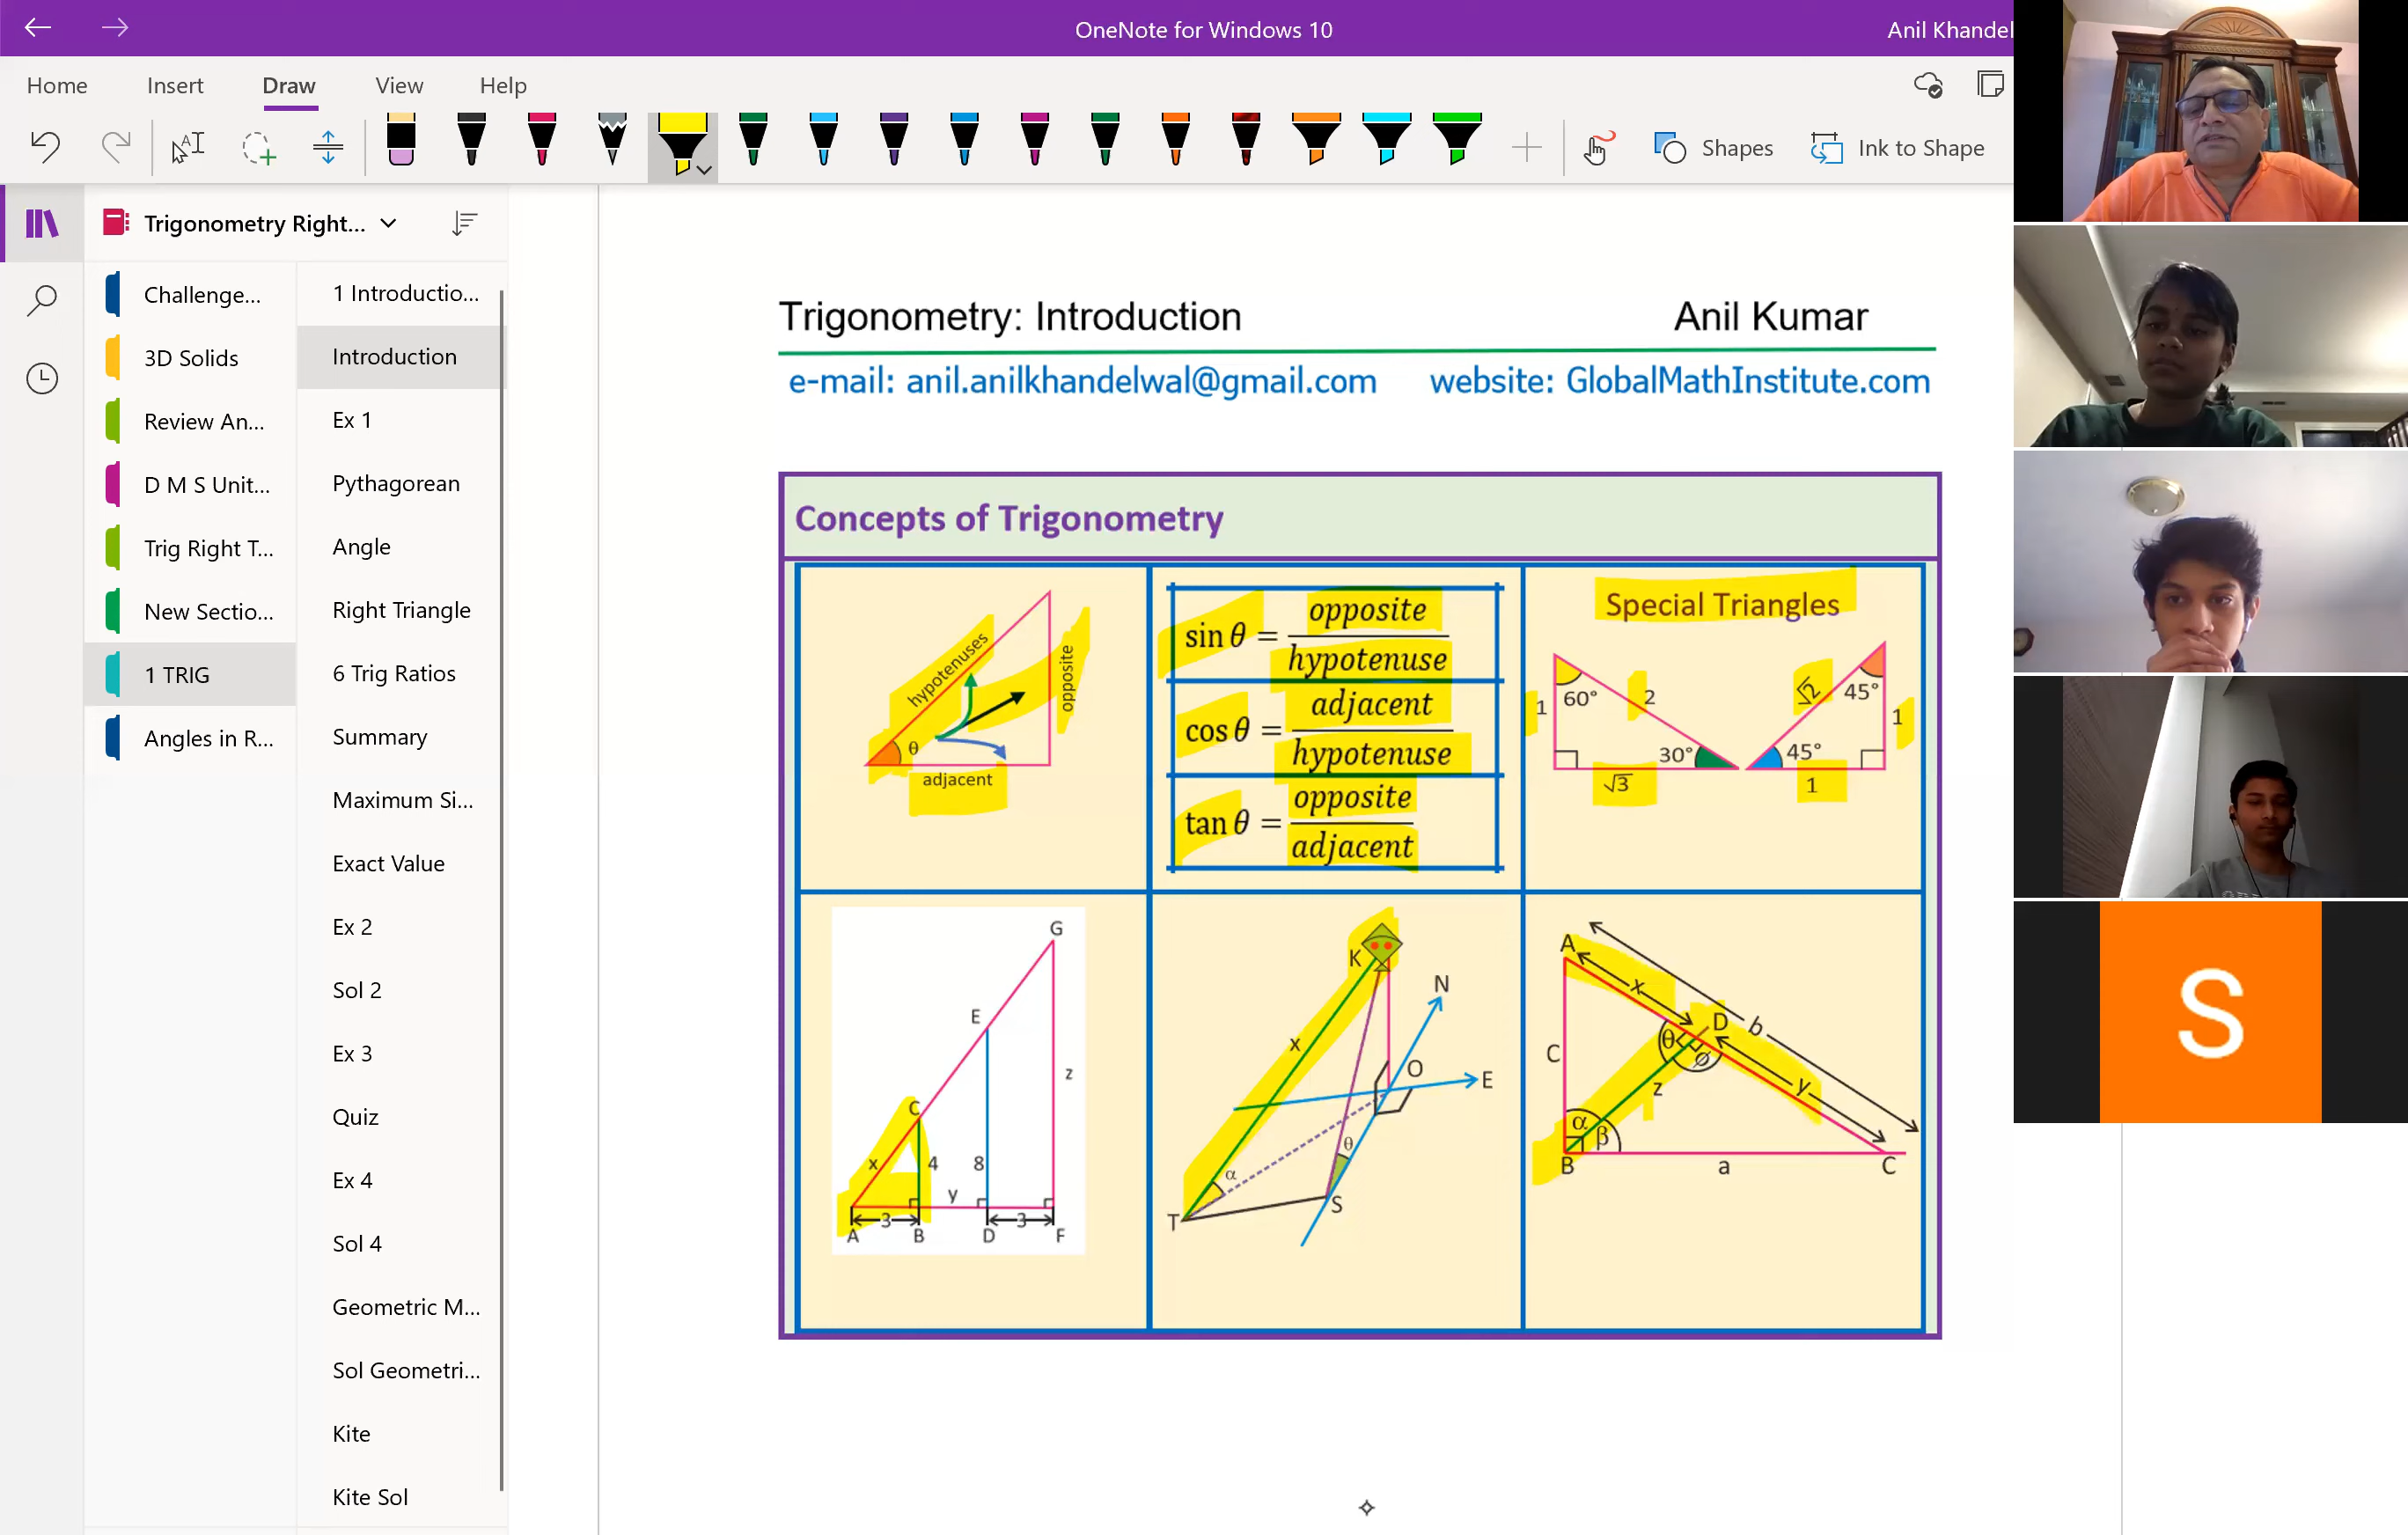 OneNote for Windows 10
Anil Khandel
Home Insert Draw View Help
Shapes
Ink to Shape
Trigonometry Right...
Challenge...
3D Solids
Review An...
D M S Unit...
Trig Right T...
New Sectio...
1 TRIG
Angles in R...
1 Introductio...
Introduction
Ex 1
Pythagorean
Angle
Right Triangle
6 Trig Ratios
Summary
Maximum Si...
Exact Value
Ex 2
Sol 2
Ex 3
Quiz
Ex 4
Sol 4
Geometric M...
Sol Geometri...
Kite
Kite Sol
Trigonometry: Introduction
Anil Kumar
e-mail: anil.anilkhandelwal@gmail.com
website: GlobalMathInstitute.com
Concepts of Trigonometry
hypotenuses
opposite
θ
adjacent
sin θ = opposite / hypotenuse
cos θ = adjacent / hypotenuse
tan θ = opposite / adjacent
Special Triangles
1 60° 2
30°
√3
√2 45°
1
45°
1
G
E
z
C
x 4 8
y
3 3
A B D F
K
N
x
O
E
θ
α
S
T
A
x
D b
θ
C
φ
z y
α β
B a C
S